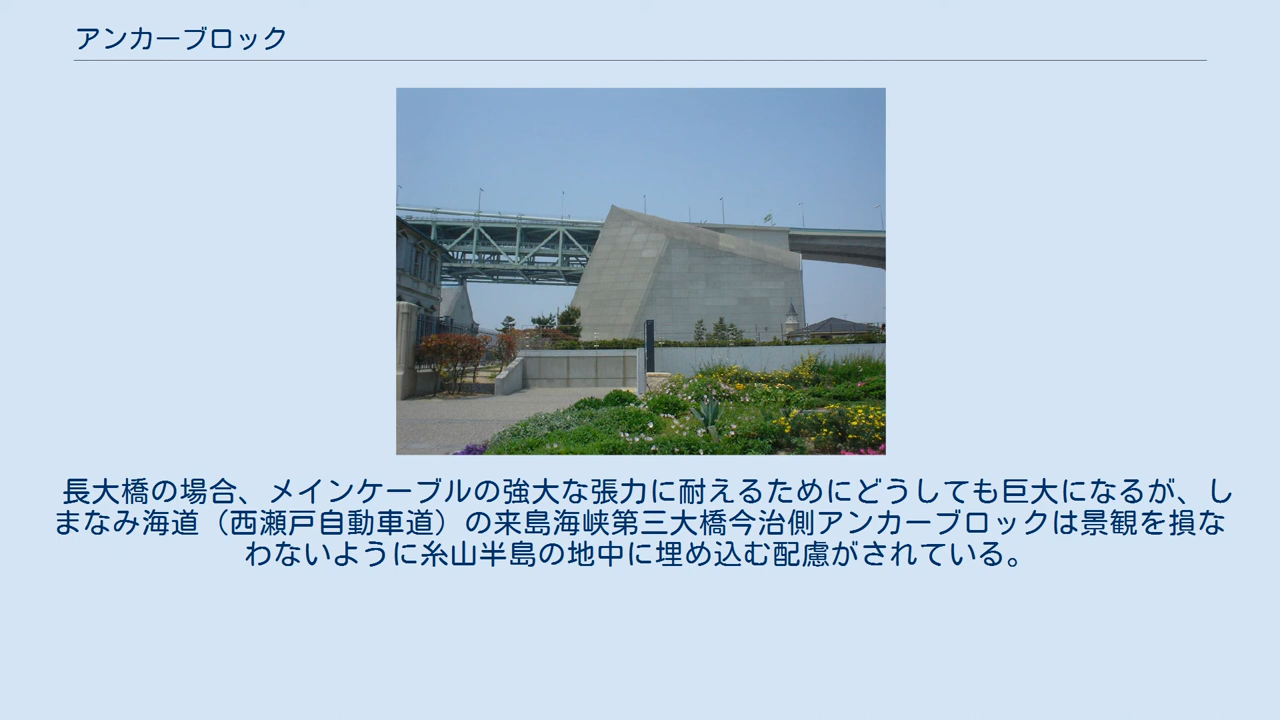 アンカーブロック
長大橋の場合、メインケーブルの強大な張力に耐えるためにどうしても巨大になるが、し
まなみ海道（西瀬戸自動車道）の来島海峡第三大橋今治側アンカーブロックは景観を損な
わないように糸山半島の地中に埋め込む配慮がされている。